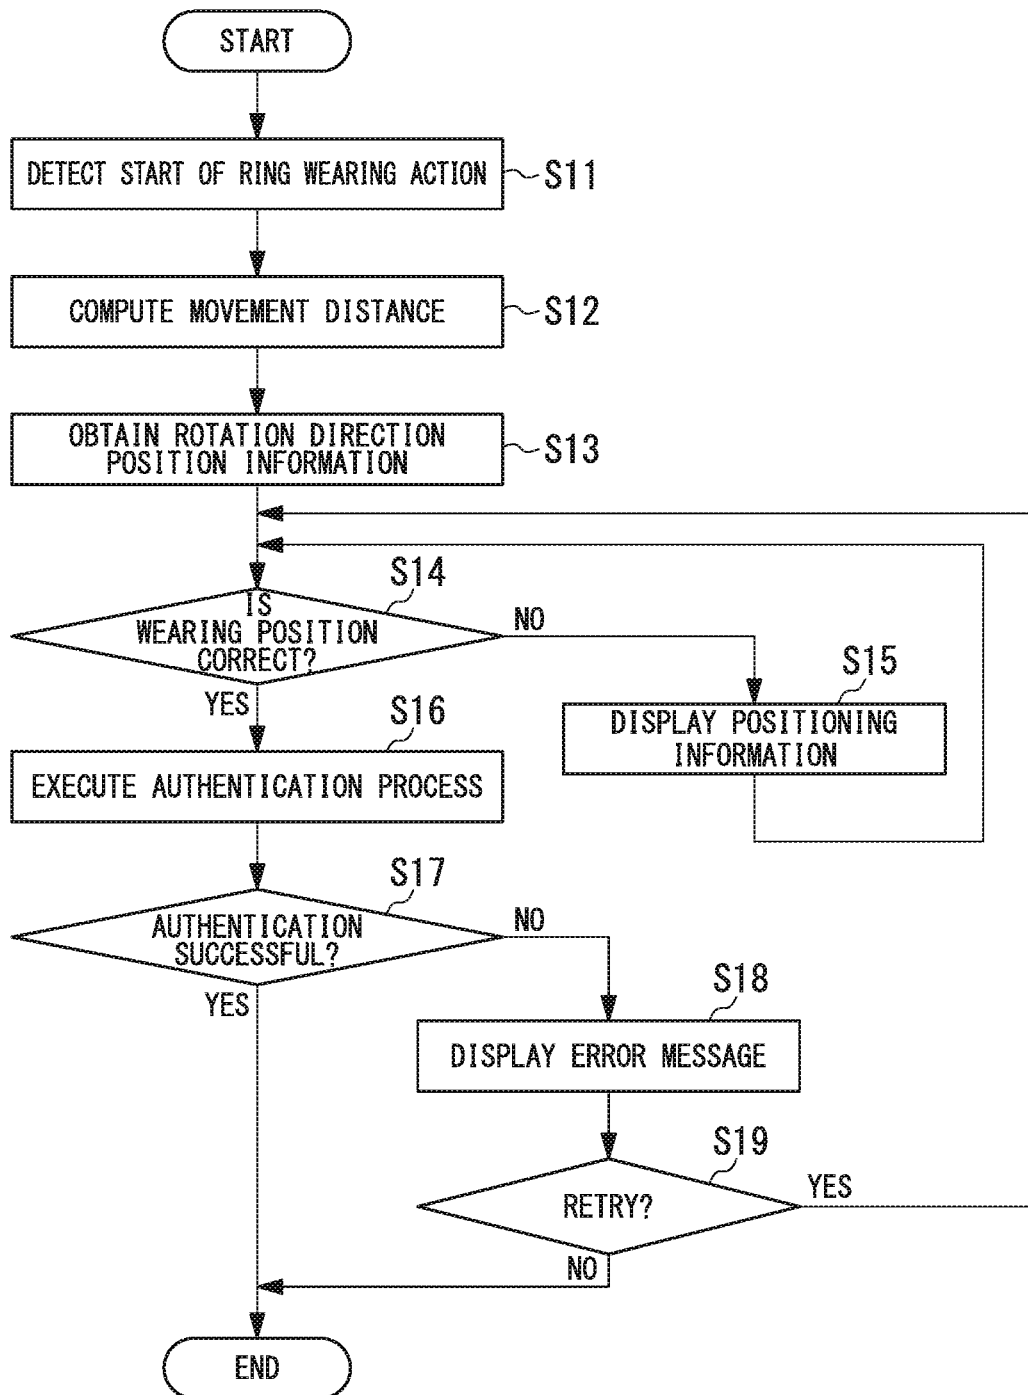 START
DETECT START OF RING WEARING ACTION
S11
COMPUTE MOVEMENT DISTANCE
S12
OBTAIN ROTATION DIRECTION
POSITION INFORMATION
S13
S14
IS
WEARING POSITION
CORRECT?
NO
YES
S15
DISPLAY POSITIONING
INFORMATION
S16
EXECUTE AUTHENTICATION PROCESS
S17
AUTHENTICATION
SUCCESSFUL?
NO
YES
S18
DISPLAY ERROR MESSAGE
S19
RETRY?
YES
NO
END